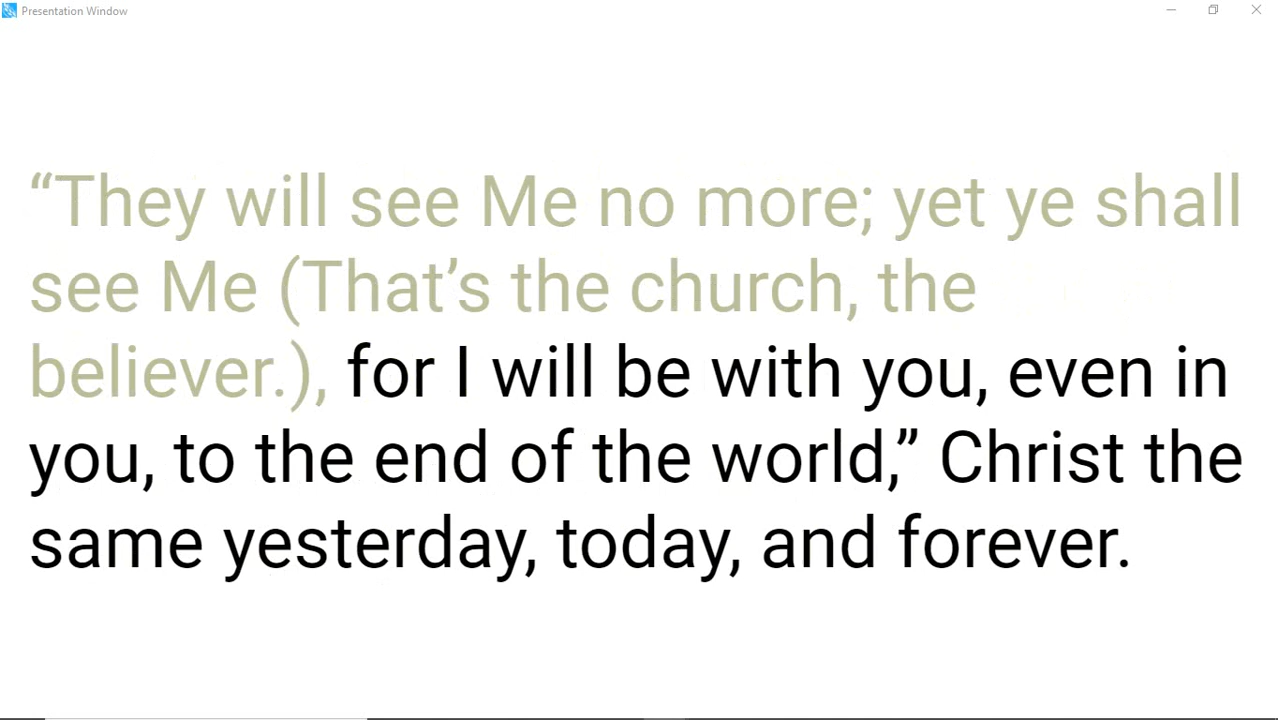 Presentation Window
“They will see Me no more; yet ye shall
see Me (That’s the church, the
believer.), for I will be with you, even in
you, to the end of the world,” Christ the
same yesterday, today, and forever.